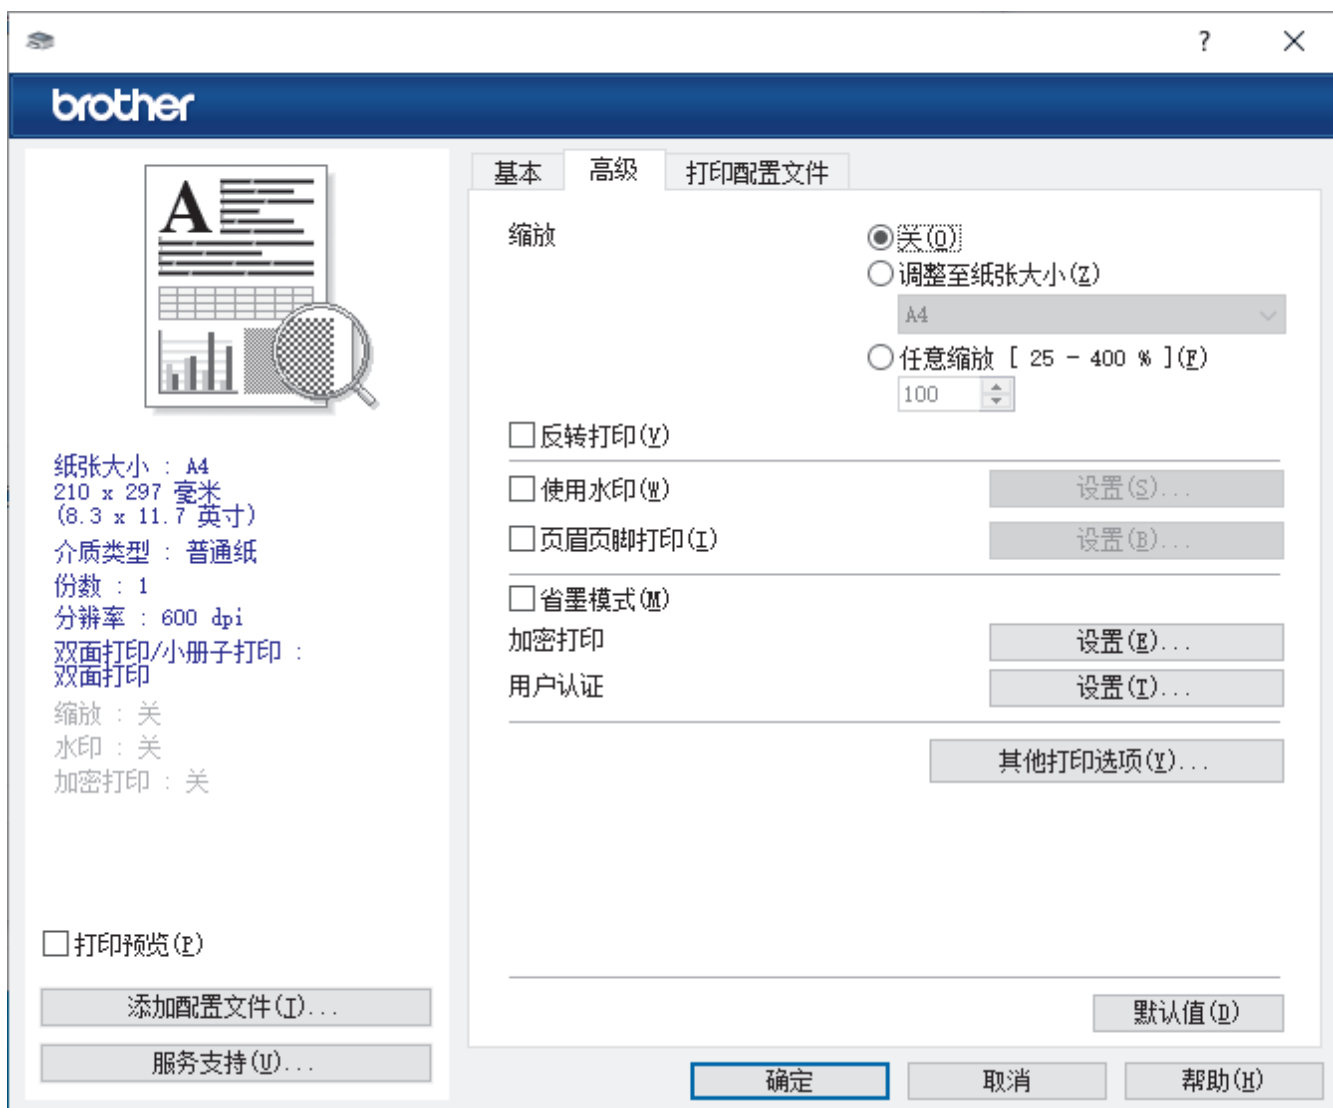 ?
brother
A
纸张大小 : A4
210 x 297 毫米
(8.3 x 11.7 英寸)
介质类型 : 普通纸
份数 : 1
分辨率 : 600 dpi
双面打印/小册子打印 :
双面打印
缩放 : 关
水印 : 关
加密打印 : 关
打印预览(P)
添加配置文件(I)...
服务支持(U)...
基本 高级 打印配置文件
缩放
关(O)
调整至纸张大小(Z)
A4
任意缩放 [ 25 - 400 % ](F)
100
反转打印(V)
使用水印(W) 设置(S)...
页眉页脚打印(I) 设置(B)...
省墨模式(M)
加密打印 设置(E)...
用户认证 设置(T)...
其他打印选项(Y)...
默认值(D)
确定 取消 帮助(H)